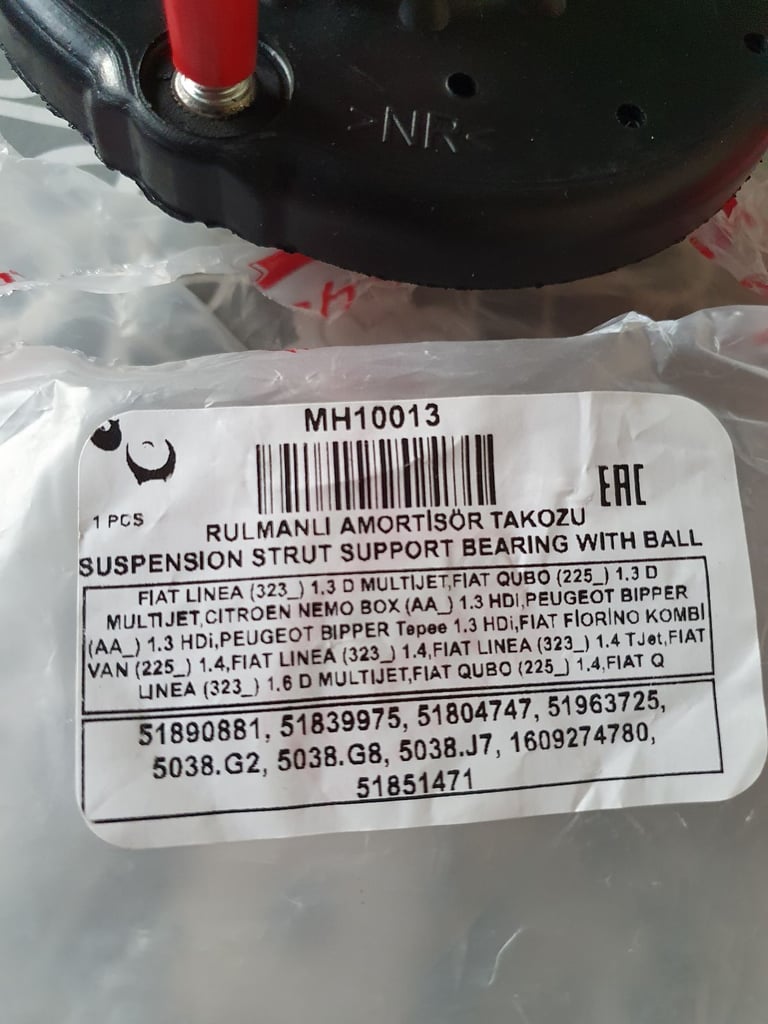 >NR<
MH10013
EAC
1 PCS
RULMANLI AMORTİSÖR TAKOZU
SUSPENSION STRUT SUPPORT BEARING WITH BALL
FIAT LINEA (323_) 1.3 D MULTIJET,FIAT QUBO (225_) 1.3 D
MULTIJET,CITROEN NEMO BOX (AA_) 1.3 HDI,PEUGEOT BIPPER
(AA_) 1.3 HDi,PEUGEOT BIPPER Tepee 1.3 HDi,FIAT FİORİNO KOMBİ
VAN (225_) 1.4,FIAT LINEA (323_) 1.4,FIAT LINEA (323_) 1.4 TJet,FIAT
LINEA (323_) 1.6 D MULTIJET,FIAT QUBO (225_) 1.4,FIAT Q
51890881, 51839975, 51804747, 51963725,
5038.G2, 5038.G8, 5038.J7, 1609274780,
51851471